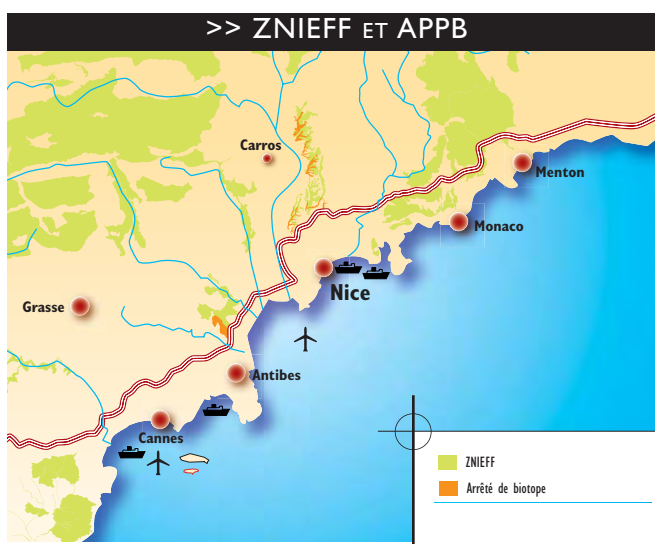 >> ZNIEFF ET APPB
Carros
Menton
Monaco
Nice
Grasse
Antibes
Cannes
ZNIEFF
Arrêté de biotope